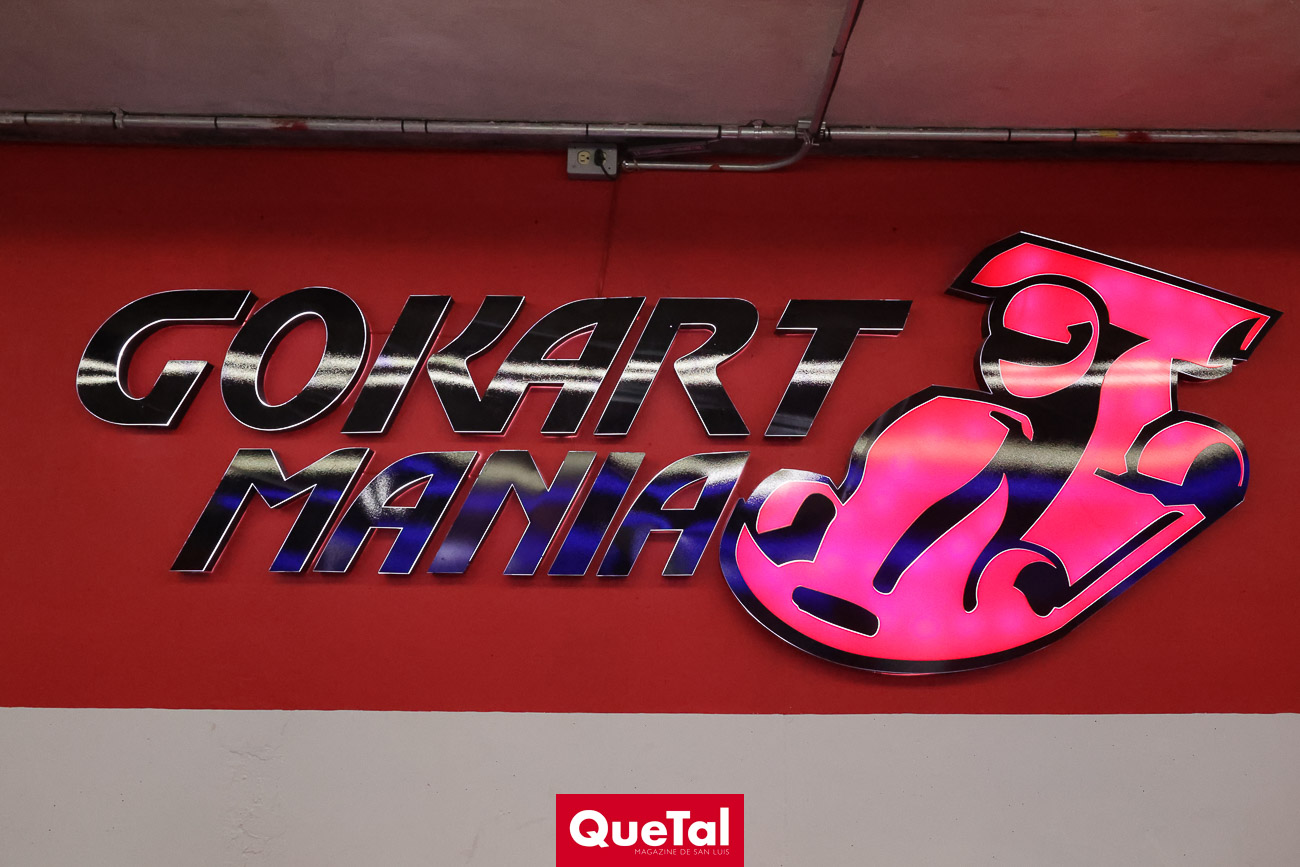 GOKART
MANIA
QueTal
MAGAZINE DE SAN LUIS